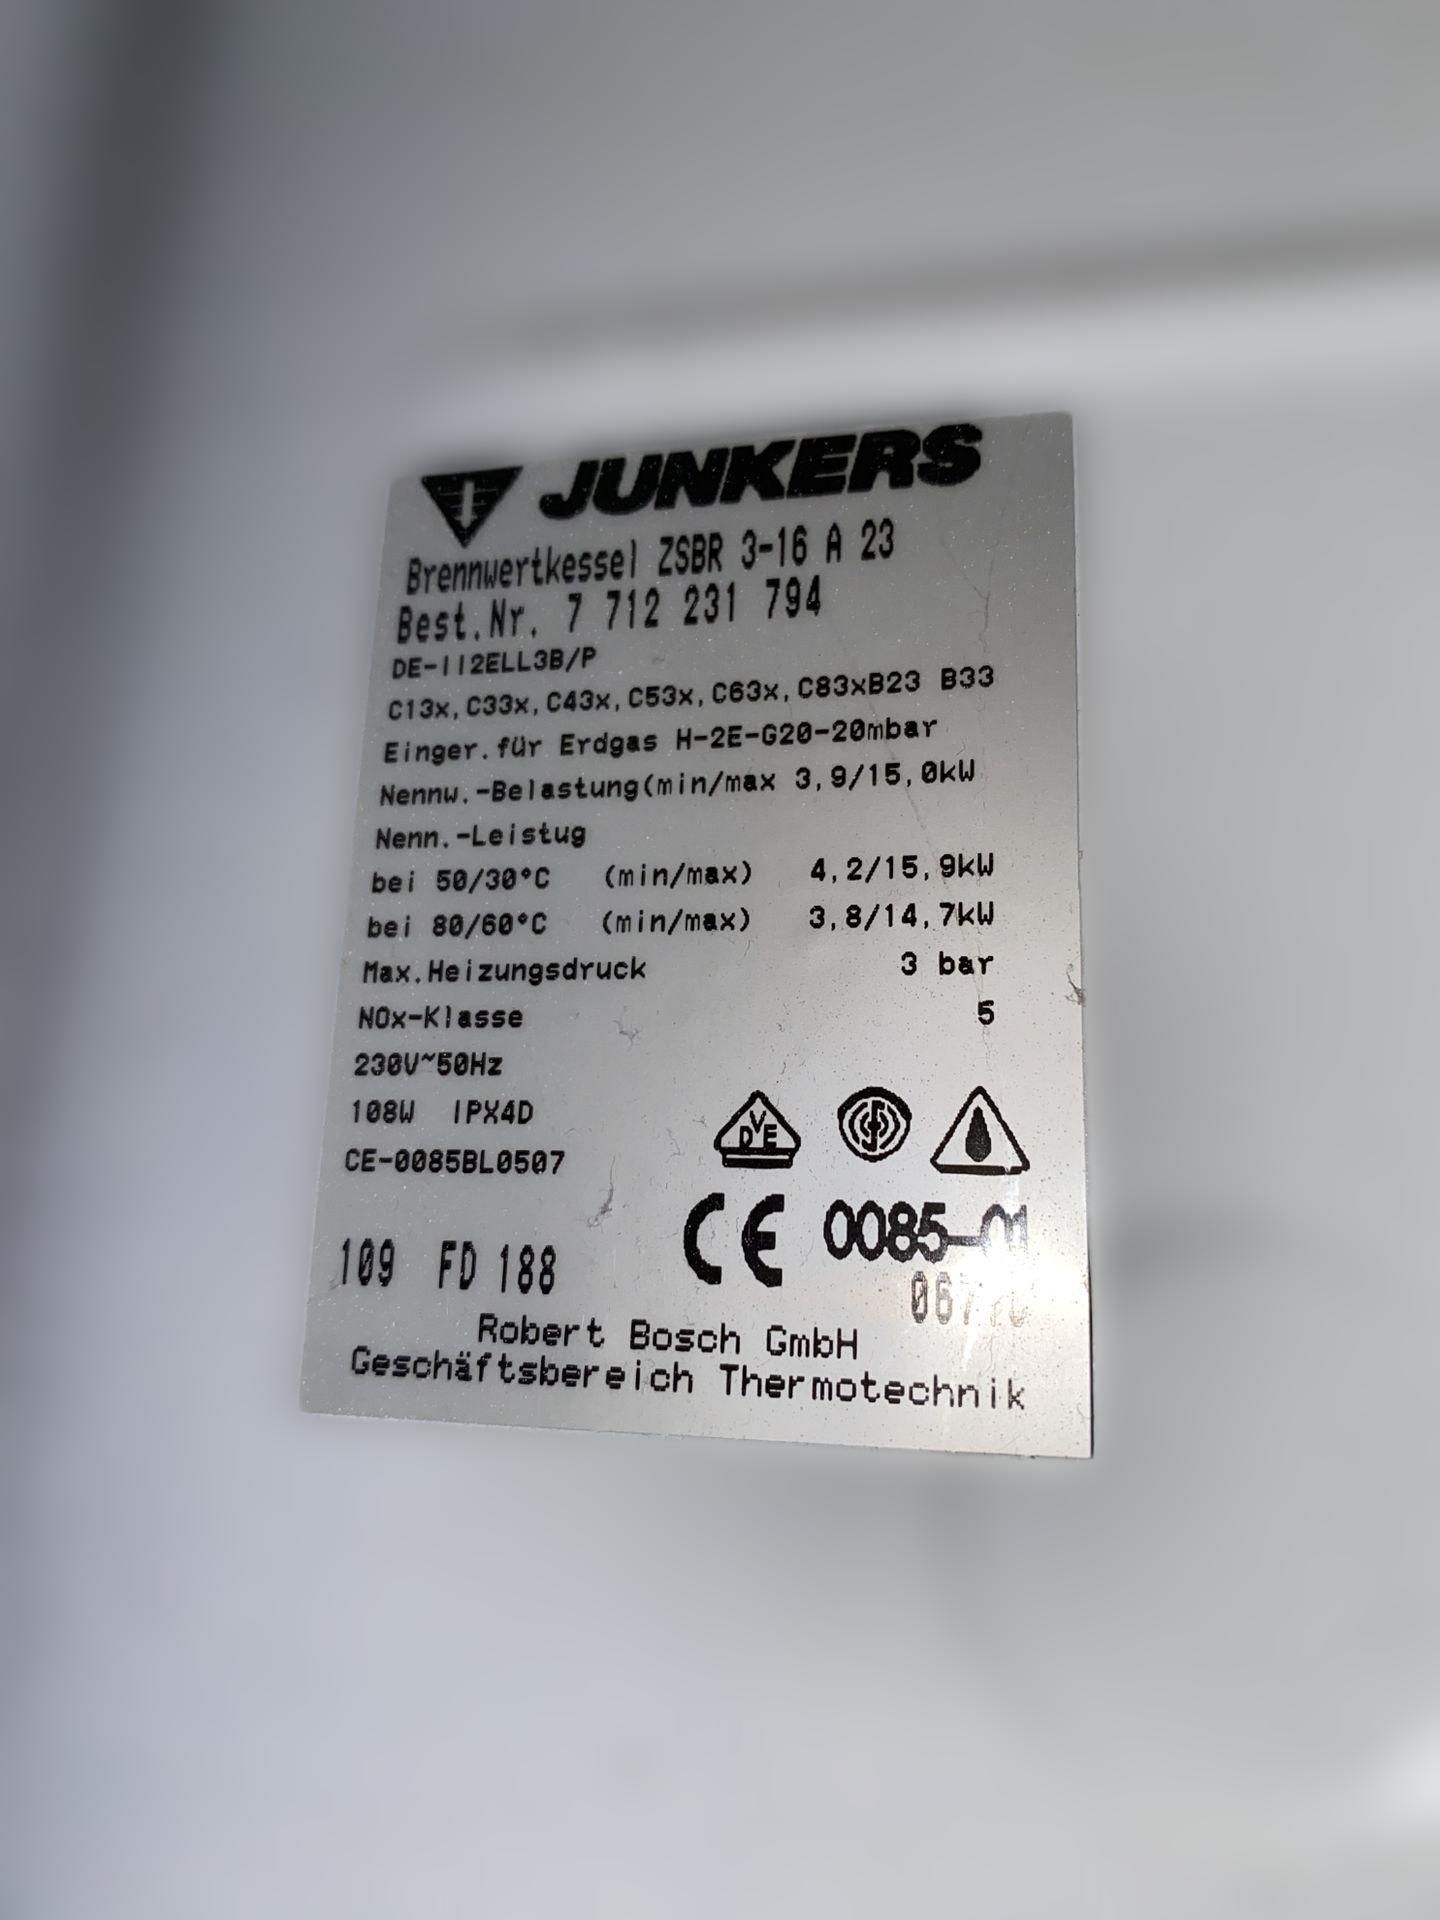 JUNKERS
Brennwertkessel ZSBR 3-16 A 23
Best.Nr. 7 712 231 794
DE-II2ELL3B/P
C13x,C33x,C43x,C53x,C63x,C83xB23 B33
Einger.für Erdgas H-2E-G20-20mbar
Nennw.-Belastung(min/max 3,9/15,0kW
Nenn.-Leistug
bei 50/30°C (min/max) 4,2/15,9kW
bei 80/60°C (min/max) 3,8/14,7kW
Max.Heizungsdruck 3 bar
NOx-Klasse 5
230V~50Hz
108W IPX4D
DVE
CE-0085BL0507
CE 0085-01
109 FD 188
Robert Bosch GmbH
Geschäftsbereich Thermotechnik